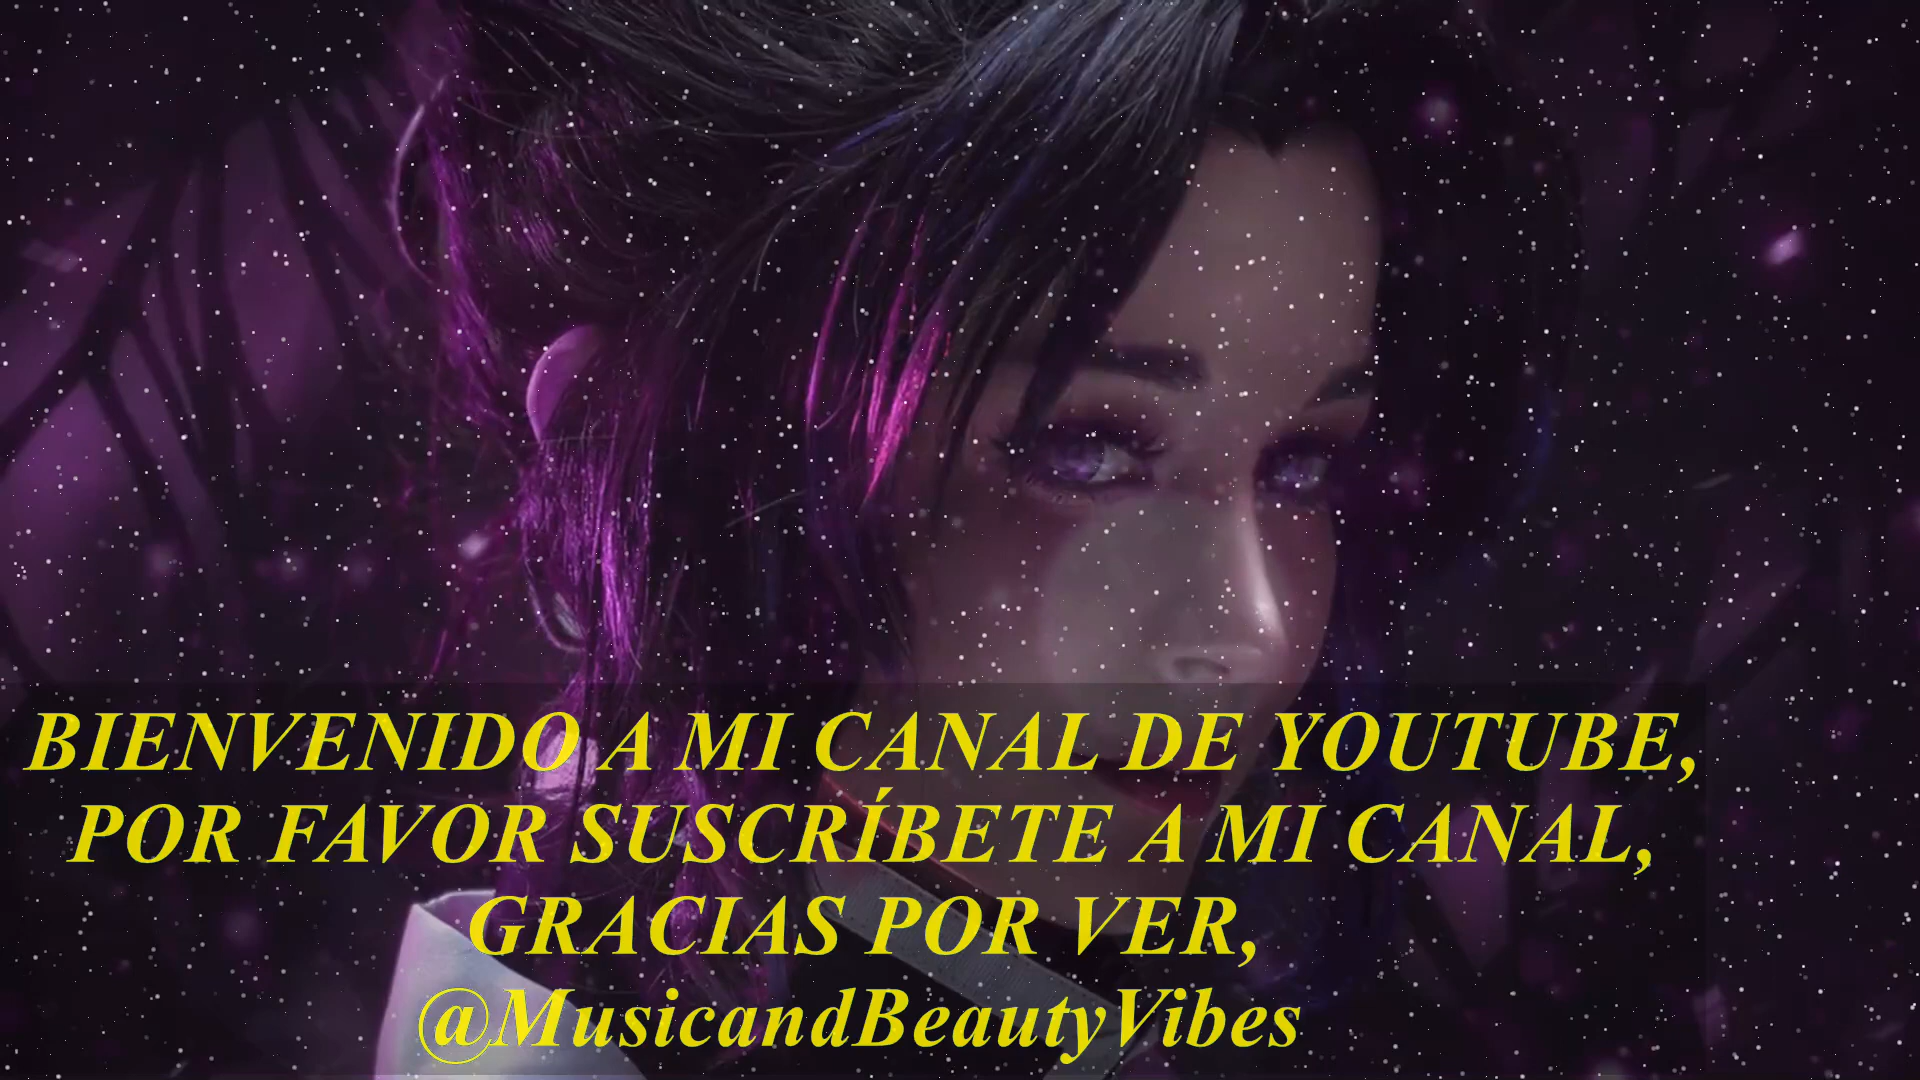 BIENVENIDO A MI CANAL DE YOUTUBE,
POR FAVOR SUSCRÍBETE A MI CANAL,
GRACIAS POR VER,
@MusicandBeautyVibes